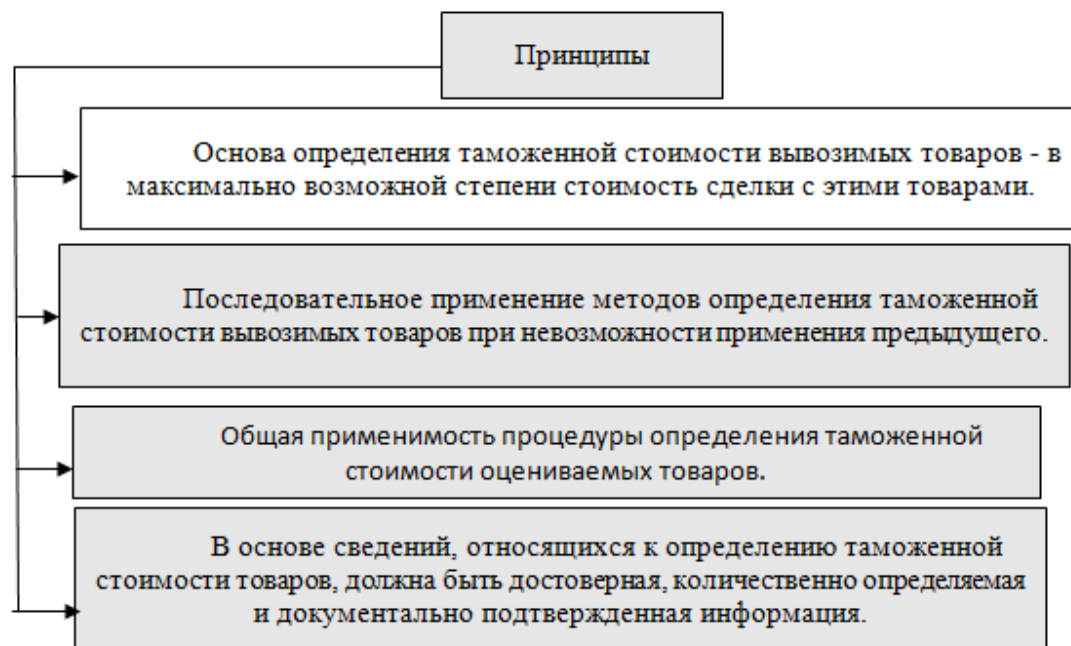 Принципы
Основа определения таможенной стоимости вывозимых товаров - в
максимально возможной степени стоимость сделки с этими товарами.
Последовательное применение методов определения таможенной
стоимости вывозимых товаров при невозможности применения предыдущего.
Общая применимость процедуры определения таможенной
стоимости оцениваемых товаров.
В основе сведений, относящихся к определению таможенной
стоимости товаров, должна быть достоверная, количественно определяемая
и документально подтвержденная информация.